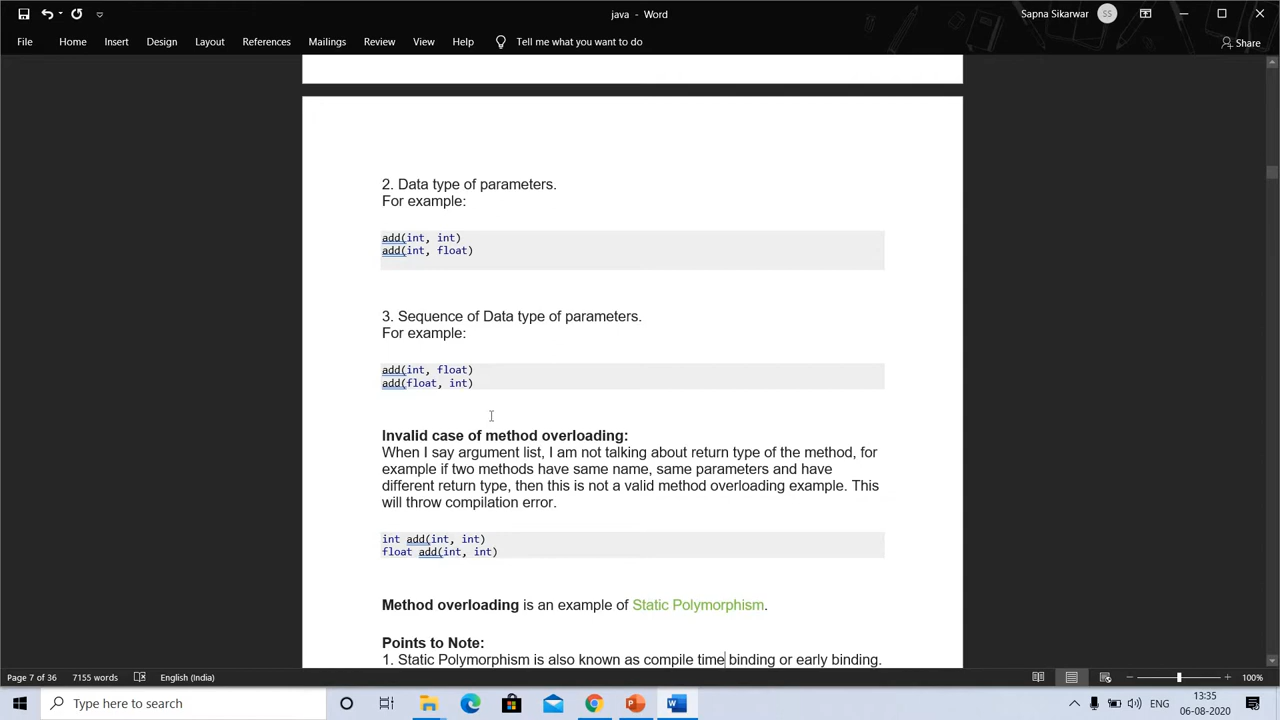 java - Word
Sapna Sikarwar
SS
File Home Insert Design Layout References Mailings Review View Help Tell me what you want to do
Share
2. Data type of parameters.
For example:
add(int, int)
add(int, float)
3. Sequence of Data type of parameters.
For example:
add(int, float)
add(float, int)
Invalid case of method overloading:
When I say argument list, I am not talking about return type of the method, for
example if two methods have same name, same parameters and have
different return type, then this is not a valid method overloading example. This
will throw compilation error.
int add(int, int)
float add(int, int)
Method overloading is an example of Static Polymorphism.
Points to Note:
1. Static Polymorphism is also known as compile time binding or early binding.
Page 7 of 36 7155 words English (India) 100%
Type here to search
ENG
13:35
06-08-2020